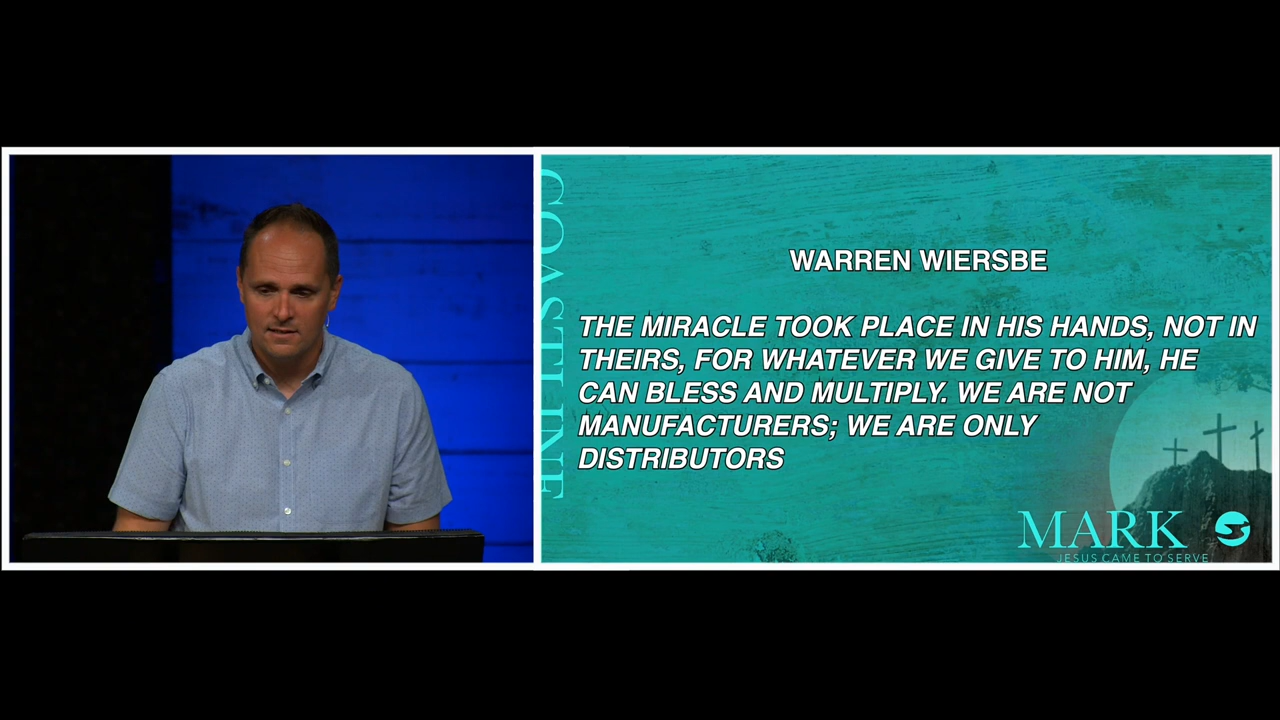 COASTLINE
WARREN WIERSBE
THE MIRACLE TOOK PLACE IN HIS HANDS, NOT IN
THEIRS, FOR WHATEVER WE GIVE TO HIM, HE
CAN BLESS AND MULTIPLY. WE ARE NOT
MANUFACTURERS; WE ARE ONLY
DISTRIBUTORS
MARK
JESUS CAME TO SERVE